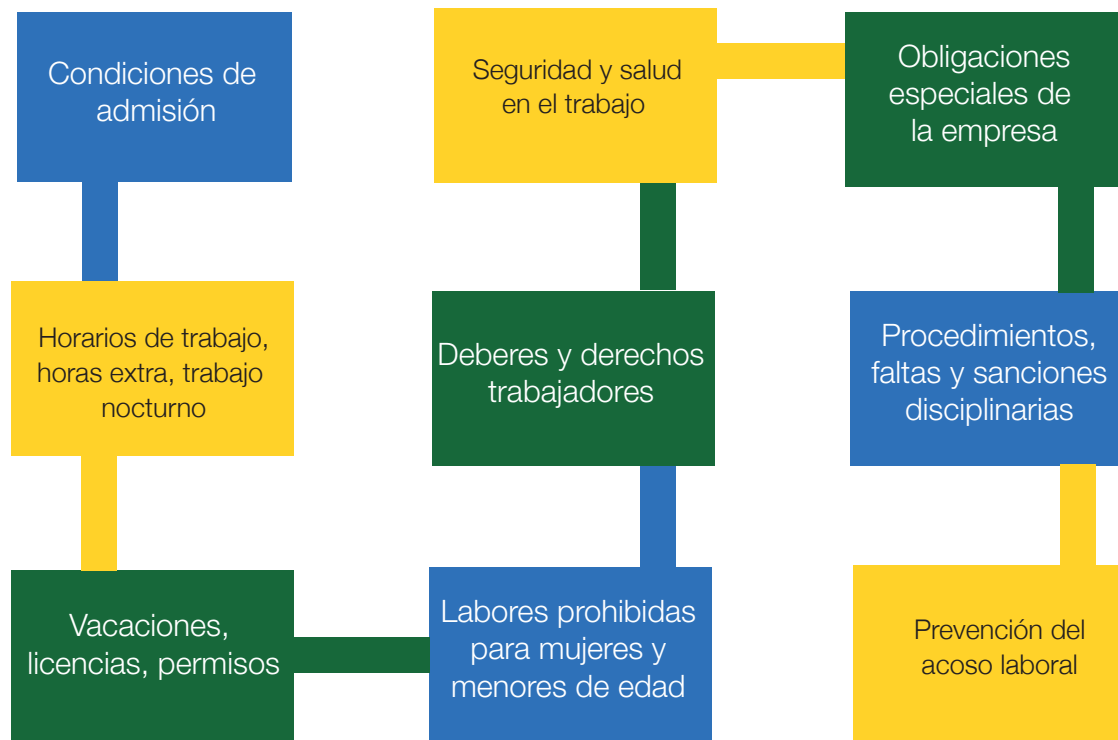 Condiciones de
admisión
Horarios de trabajo,
horas extra, trabajo
nocturno
Vacaciones,
licencias, permisos
Labores prohibidas
para mujeres y
menores de edad
Deberes y derechos
trabajadores
Seguridad y salud
en el trabajo
Obligaciones
especiales de
la empresa
Procedimientos,
faltas y sanciones
disciplinarias
Prevención del
acoso laboral